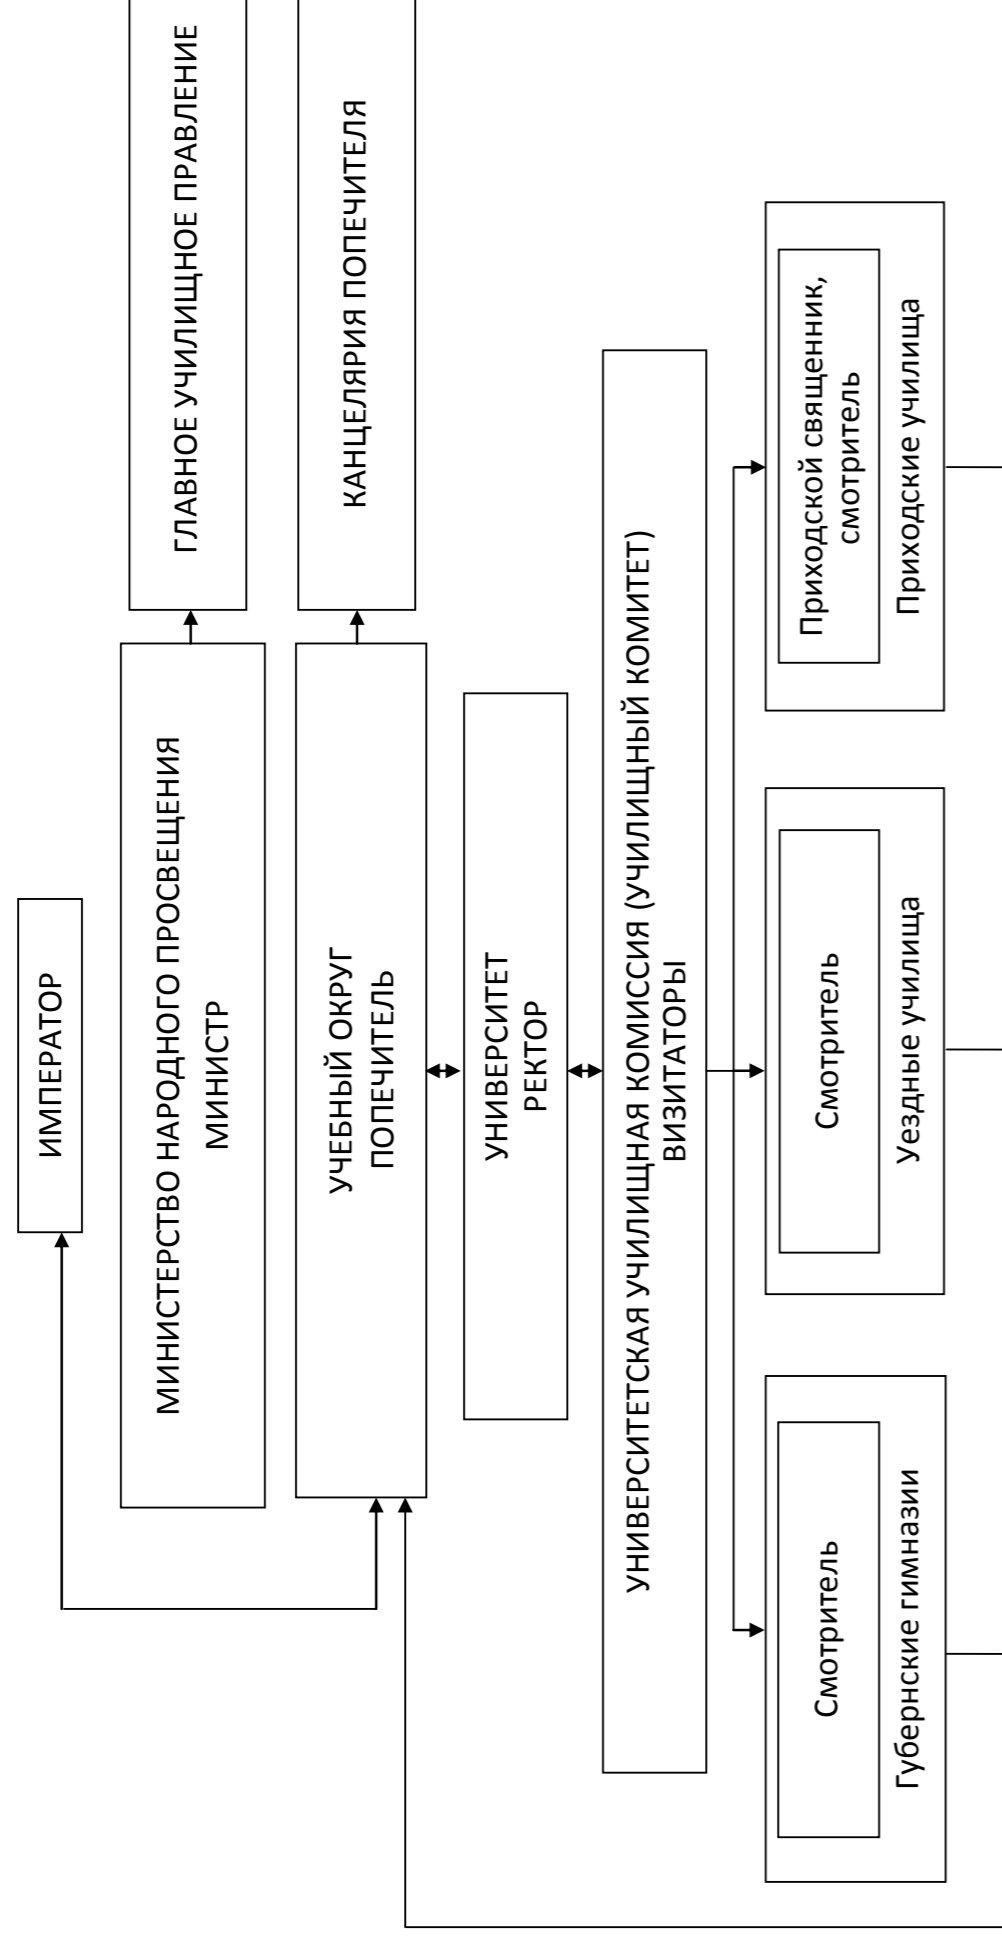 ИМПЕРАТОР
МИНИСТЕРСТВО НАРОДНОГО ПРОСВЕЩЕНИЯ
МИНИСТР
ГЛАВНОЕ УЧИЛИЩНОЕ ПРАВЛЕНИЕ
УЧЕБНЫЙ ОКРУГ
ПОПЕЧИТЕЛЬ
КАНЦЕЛЯРИЯ ПОПЕЧИТЕЛЯ
УНИВЕРСИТЕТ
РЕКТОР
УНИВЕРСИТЕТСКАЯ УЧИЛИЩНАЯ КОМИССИЯ (УЧИЛИЩНЫЙ КОМИТЕТ)
ВИЗИТАТОРЫ
Смотритель
Губернские гимназии
Смотритель
Уездные училища
Приходской священник,
смотритель
Приходские училища